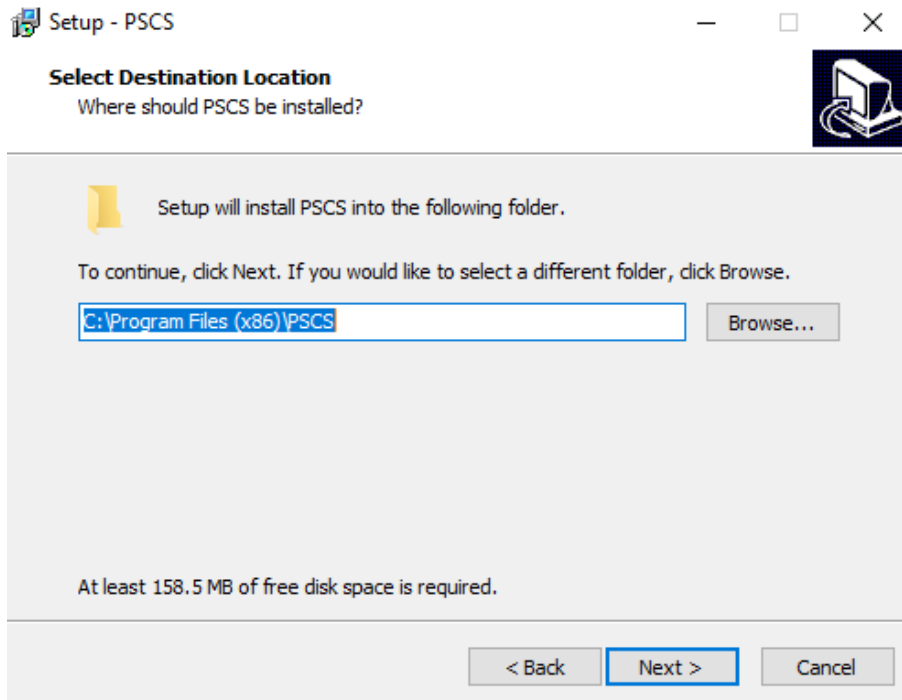 Setup - PSCS
Select Destination Location
Where should PSCS be installed?
Setup will install PSCS into the following folder.
To continue, click Next. If you would like to select a different folder, click Browse.
C:\Program Files (x86)\PSCS
Browse...
At least 158.5 MB of free disk space is required.
< Back
Next >
Cancel